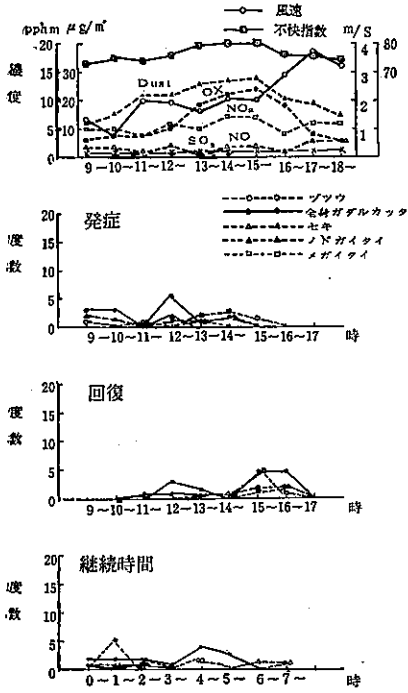 風速
不快指数
pphm μg/m³ m/S
濃度
20 30 20 10 10 5 0
4 3 2 1
80 70
Dust
OX
NO₂
SO₂
NO
9～10～11～12～13～14～15～16～17～18～
ヅツウ
全身ガダルカッタ
セキ
ノドガイタイ
メガイタイ
発症
度数
20
15
10
5
0
9～10～11～12～13～14～15～16～17 時
回復
度数
20
15
10
5
0
9～10～11～12～13～14～15～16～17 時
継続時間
度数
20
15
10
5
0
0～1～2～3～4～5～6～7～ 時